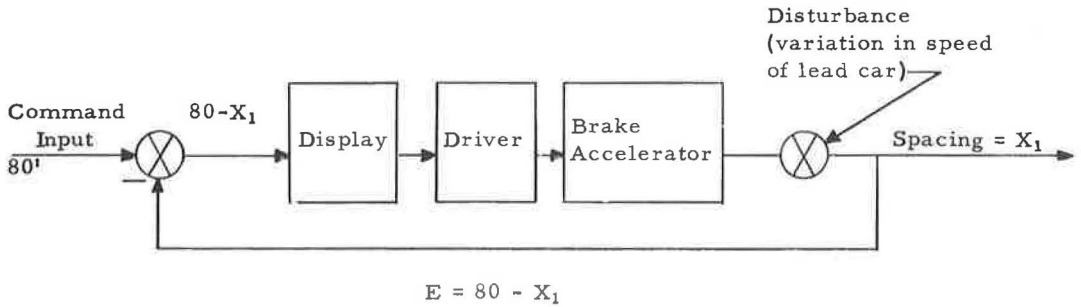 Disturbance
(variation in speed
of lead car)
Command
Input
80'
80-X₁
Display
Driver
Brake
Accelerator
Spacing = X₁
E = 80 - X₁